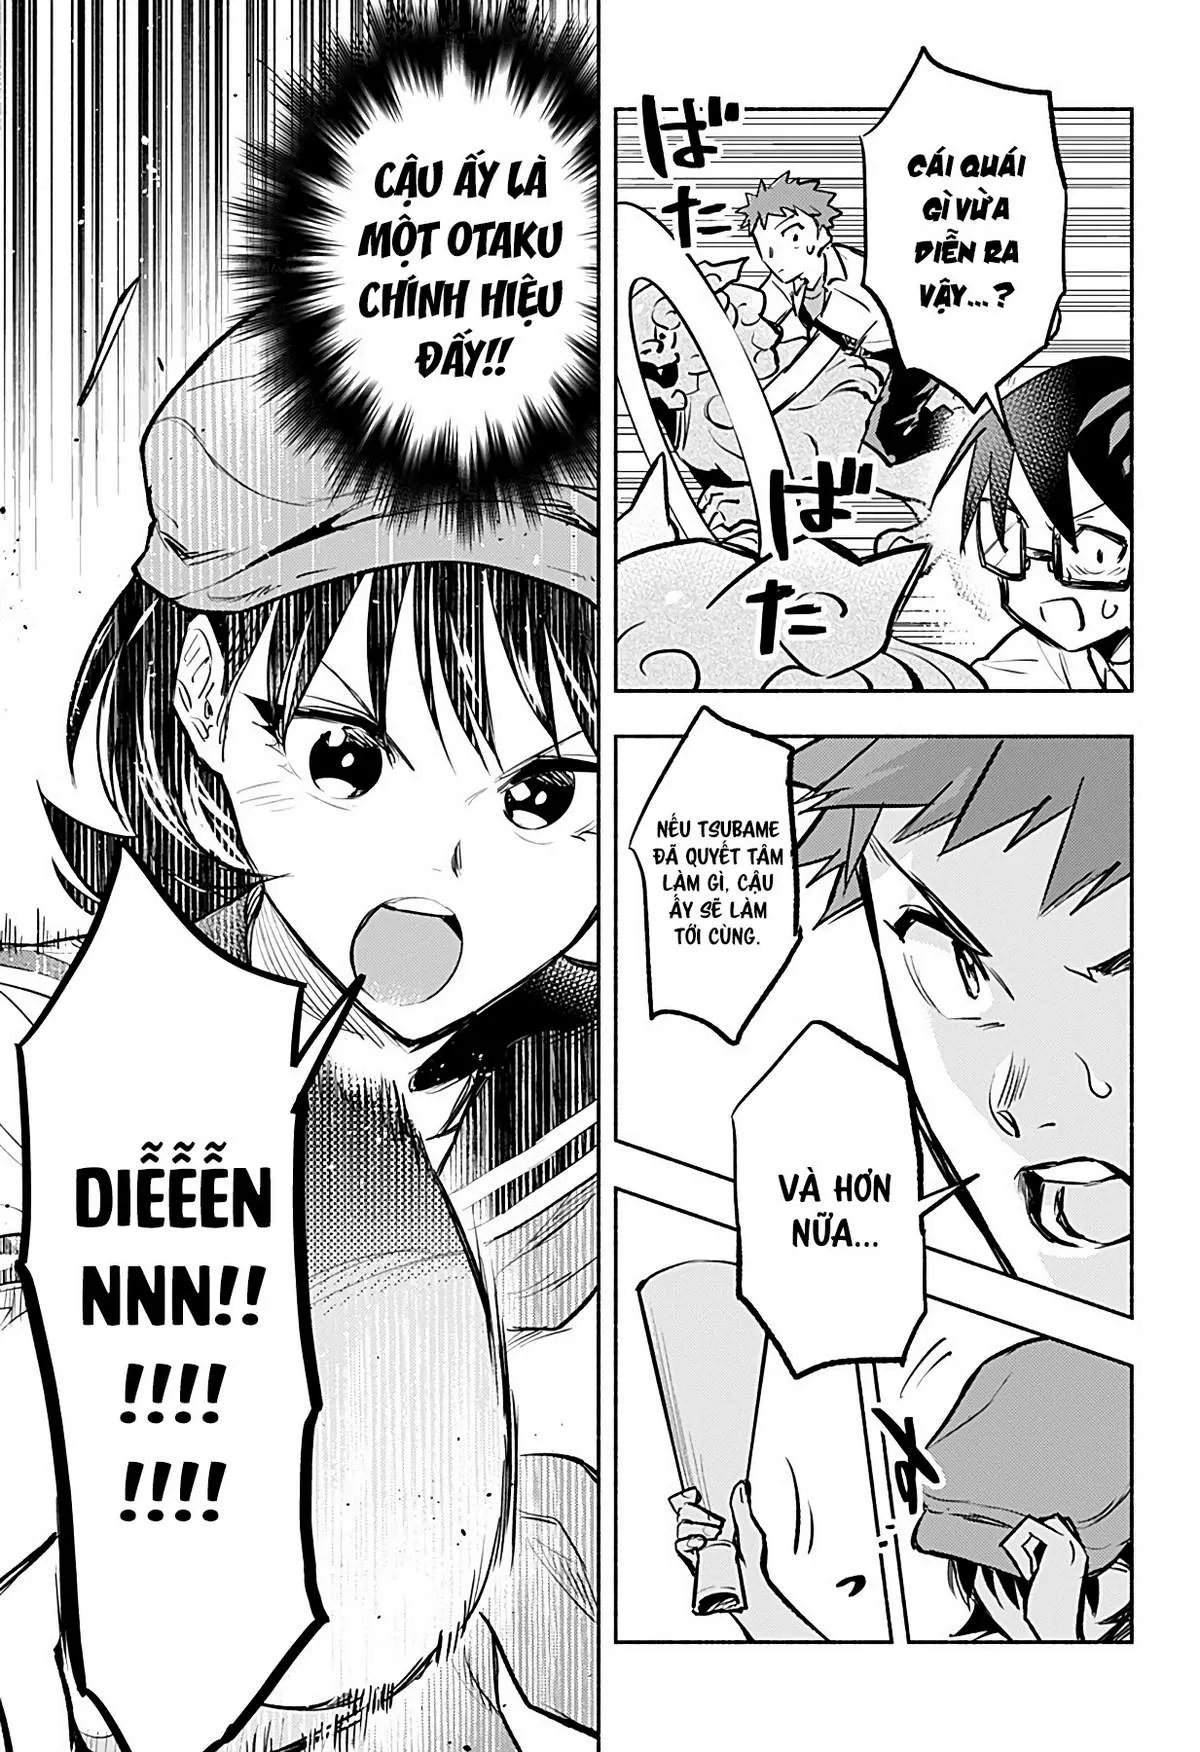 CÁI QUÁI
GÌ VỪA
DIỄN RA
VẬY...?
ばた
ばた
NẾU TSUBAME
ĐÃ QUYẾT TÂM
LÀM GÌ, CẬU
ẤY SẼ LÀM
TỚI CÙNG.
VÀ HƠN
NỮA...
CẬU ẤY LÀ
MỘT OTAKU
CHÍNH HIỆU
ĐẤY!!
DIỄỄỄN
NNN!!
!!!!
!!!!